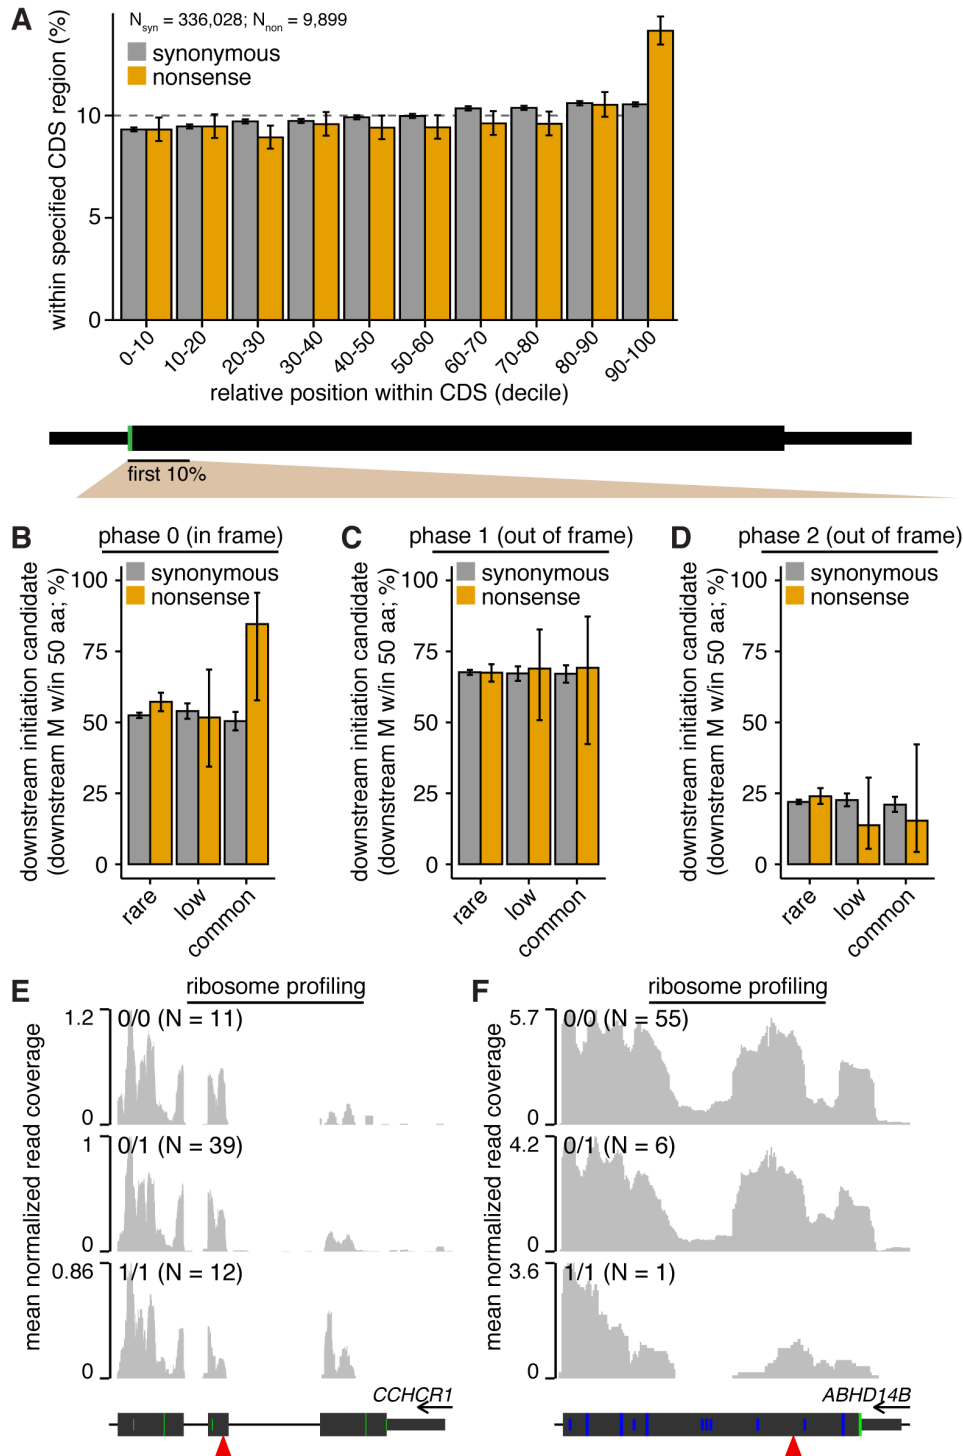 A
N_syn = 336,028; N_non = 9,899
synonymous
nonsense
within specified CDS region (%)
10
5
0
0-10
10-20
20-30
30-40
40-50
50-60
60-70
70-80
80-90
90-100
relative position within CDS (decile)
first 10%
B
phase 0 (in frame)
downstream initiation candidate
(downstream M w/in 50 aa; %)
synonymous
nonsense
100
75
50
25
0
rare
low
common
C
phase 1 (out of frame)
downstream initiation candidate
(downstream M w/in 50 aa; %)
synonymous
nonsense
100
75
50
25
0
rare
low
common
D
phase 2 (out of frame)
downstream initiation candidate
(downstream M w/in 50 aa; %)
synonymous
nonsense
100
75
50
25
0
rare
low
common
E
ribosome profiling
mean normalized read coverage
1.2
0/0 (N = 11)
0
1
0/1 (N = 39)
0
0.86
1/1 (N = 12)
0
CCHCR1
F
ribosome profiling
mean normalized read coverage
5.7
0/0 (N = 55)
0
4.2
0/1 (N = 6)
0
3.6
1/1 (N = 1)
0
ABHD14B